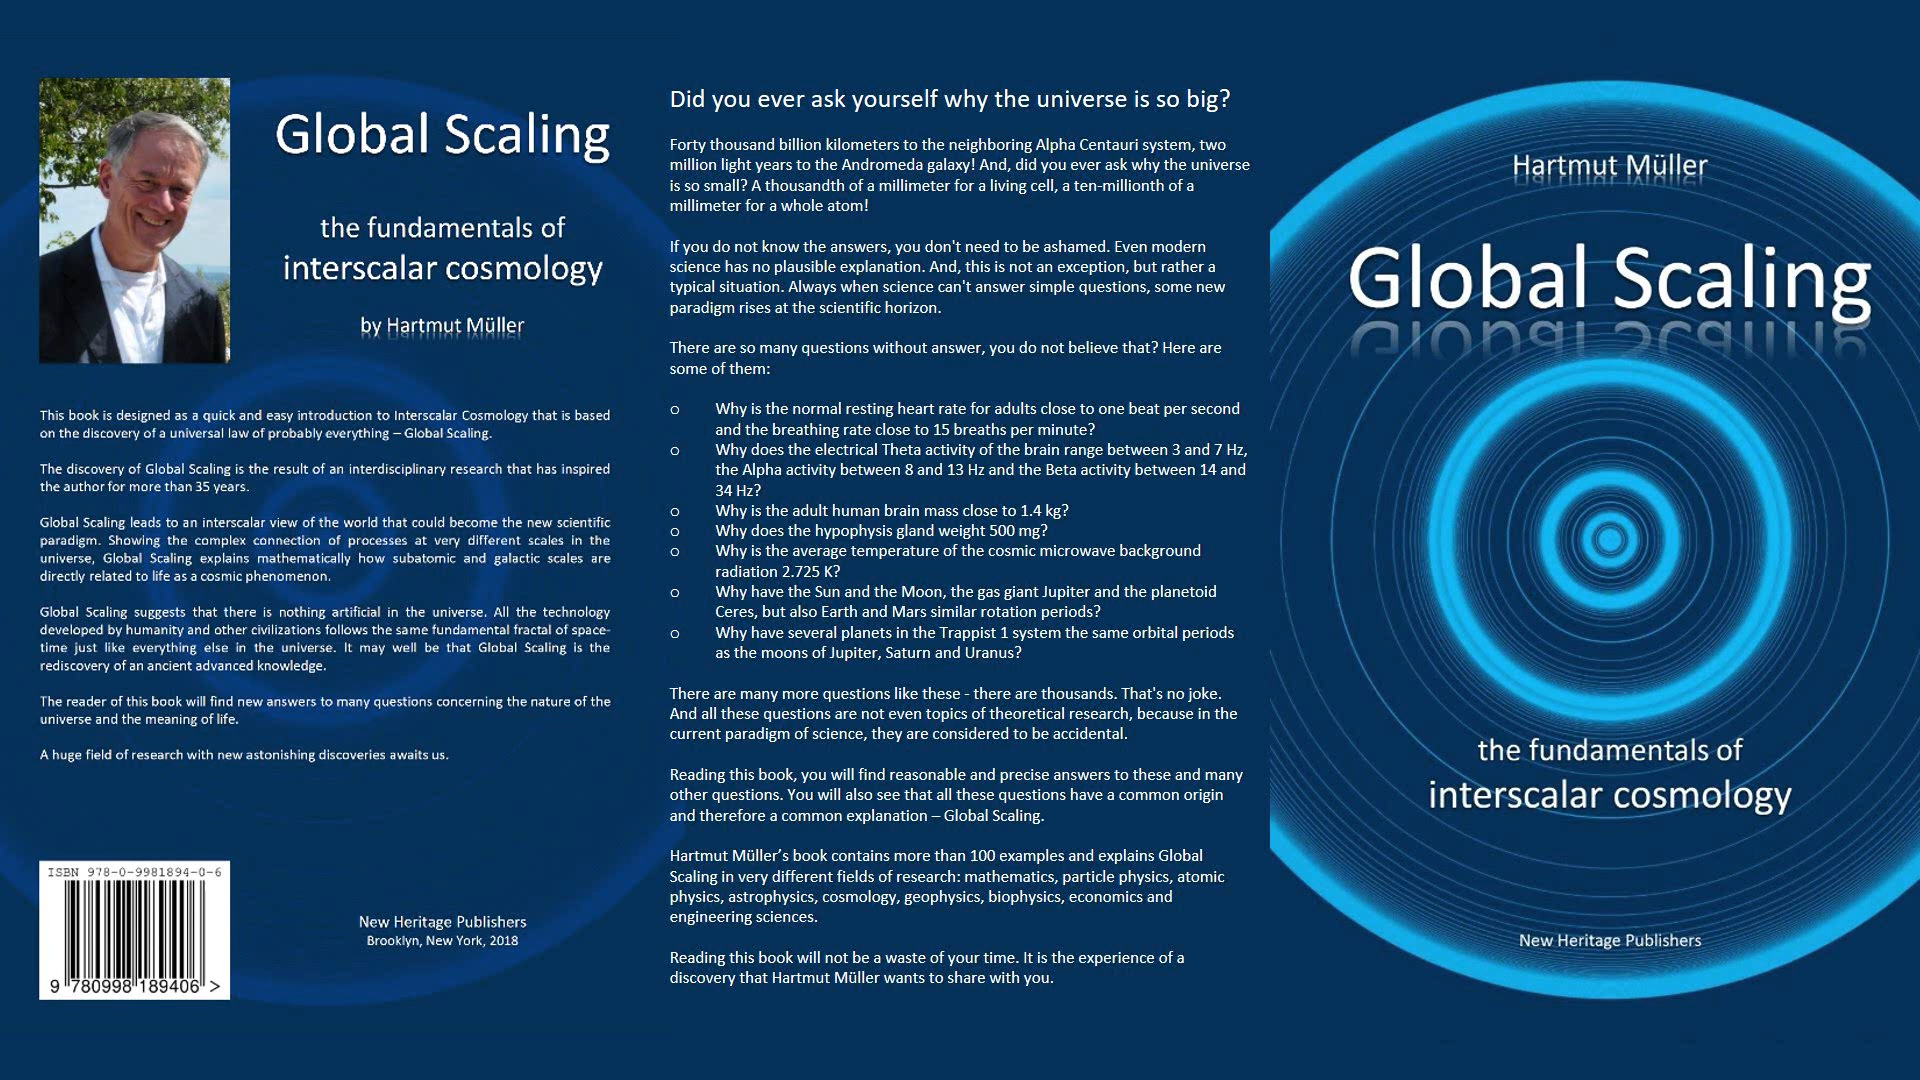 Global Scaling
the fundamentals of
interscalar cosmology
by Hartmut Müller
This book is designed as a quick and easy introduction to Interscalar Cosmology that is based
on the discovery of a universal law of probably everything – Global Scaling.
The discovery of Global Scaling is the result of an interdisciplinary research that has inspired
the author for more than 35 years.
Global Scaling leads to an interscalar view of the world that could become the new scientific
paradigm. Showing the complex connection of processes at very different scales in the
universe, Global Scaling explains mathematically how subatomic and galactic scales are
directly related to life as a cosmic phenomenon.
Global Scaling suggests that there is nothing artificial in the universe. All the technology
developed by humanity and other civilizations follows the same fundamental fractal of space-
time just like everything else in the universe. It may well be that Global Scaling is the
rediscovery of an ancient advanced knowledge.
The reader of this book will find new answers to many questions concerning the nature of the
universe and the meaning of life.
A huge field of research with new astonishing discoveries awaits us.
ISBN 978-0-9981894-0-6
9 780998 189406 >
New Heritage Publishers
Brooklyn, New York, 2018
Did you ever ask yourself why the universe is so big?
Forty thousand billion kilometers to the neighboring Alpha Centauri system, two
million light years to the Andromeda galaxy! And, did you ever ask why the universe
is so small? A thousandth of a millimeter for a living cell, a ten-millionth of a
millimeter for a whole atom!
If you do not know the answers, you don't need to be ashamed. Even modern
science has no plausible explanation. And, this is not an exception, but rather a
typical situation. Always when science can't answer simple questions, some new
paradigm rises at the scientific horizon.
There are so many questions without answer, you do not believe that? Here are
some of them:
o Why is the normal resting heart rate for adults close to one beat per second
and the breathing rate close to 15 breaths per minute?
o Why does the electrical Theta activity of the brain range between 3 and 7 Hz,
the Alpha activity between 8 and 13 Hz and the Beta activity between 14 and
34 Hz?
o Why is the adult human brain mass close to 1.4 kg?
o Why does the hypophysis gland weight 500 mg?
o Why is the average temperature of the cosmic microwave background
radiation 2.725 K?
o Why have the Sun and the Moon, the gas giant Jupiter and the planetoid
Ceres, but also Earth and Mars similar rotation periods?
o Why have several planets in the Trappist 1 system the same orbital periods
as the moons of Jupiter, Saturn and Uranus?
There are many more questions like these - there are thousands. That's no joke.
And all these questions are not even topics of theoretical research, because in the
current paradigm of science, they are considered to be accidental.
Reading this book, you will find reasonable and precise answers to these and many
other questions. You will also see that all these questions have a common origin
and therefore a common explanation – Global Scaling.
Hartmut Müller’s book contains more than 100 examples and explains Global
Scaling in very different fields of research: mathematics, particle physics, atomic
physics, astrophysics, cosmology, geophysics, biophysics, economics and
engineering sciences.
Reading this book will not be a waste of your time. It is the experience of a
discovery that Hartmut Müller wants to share with you.
Hartmut Müller
Global Scaling
the fundamentals of
interscalar cosmology
New Heritage Publishers